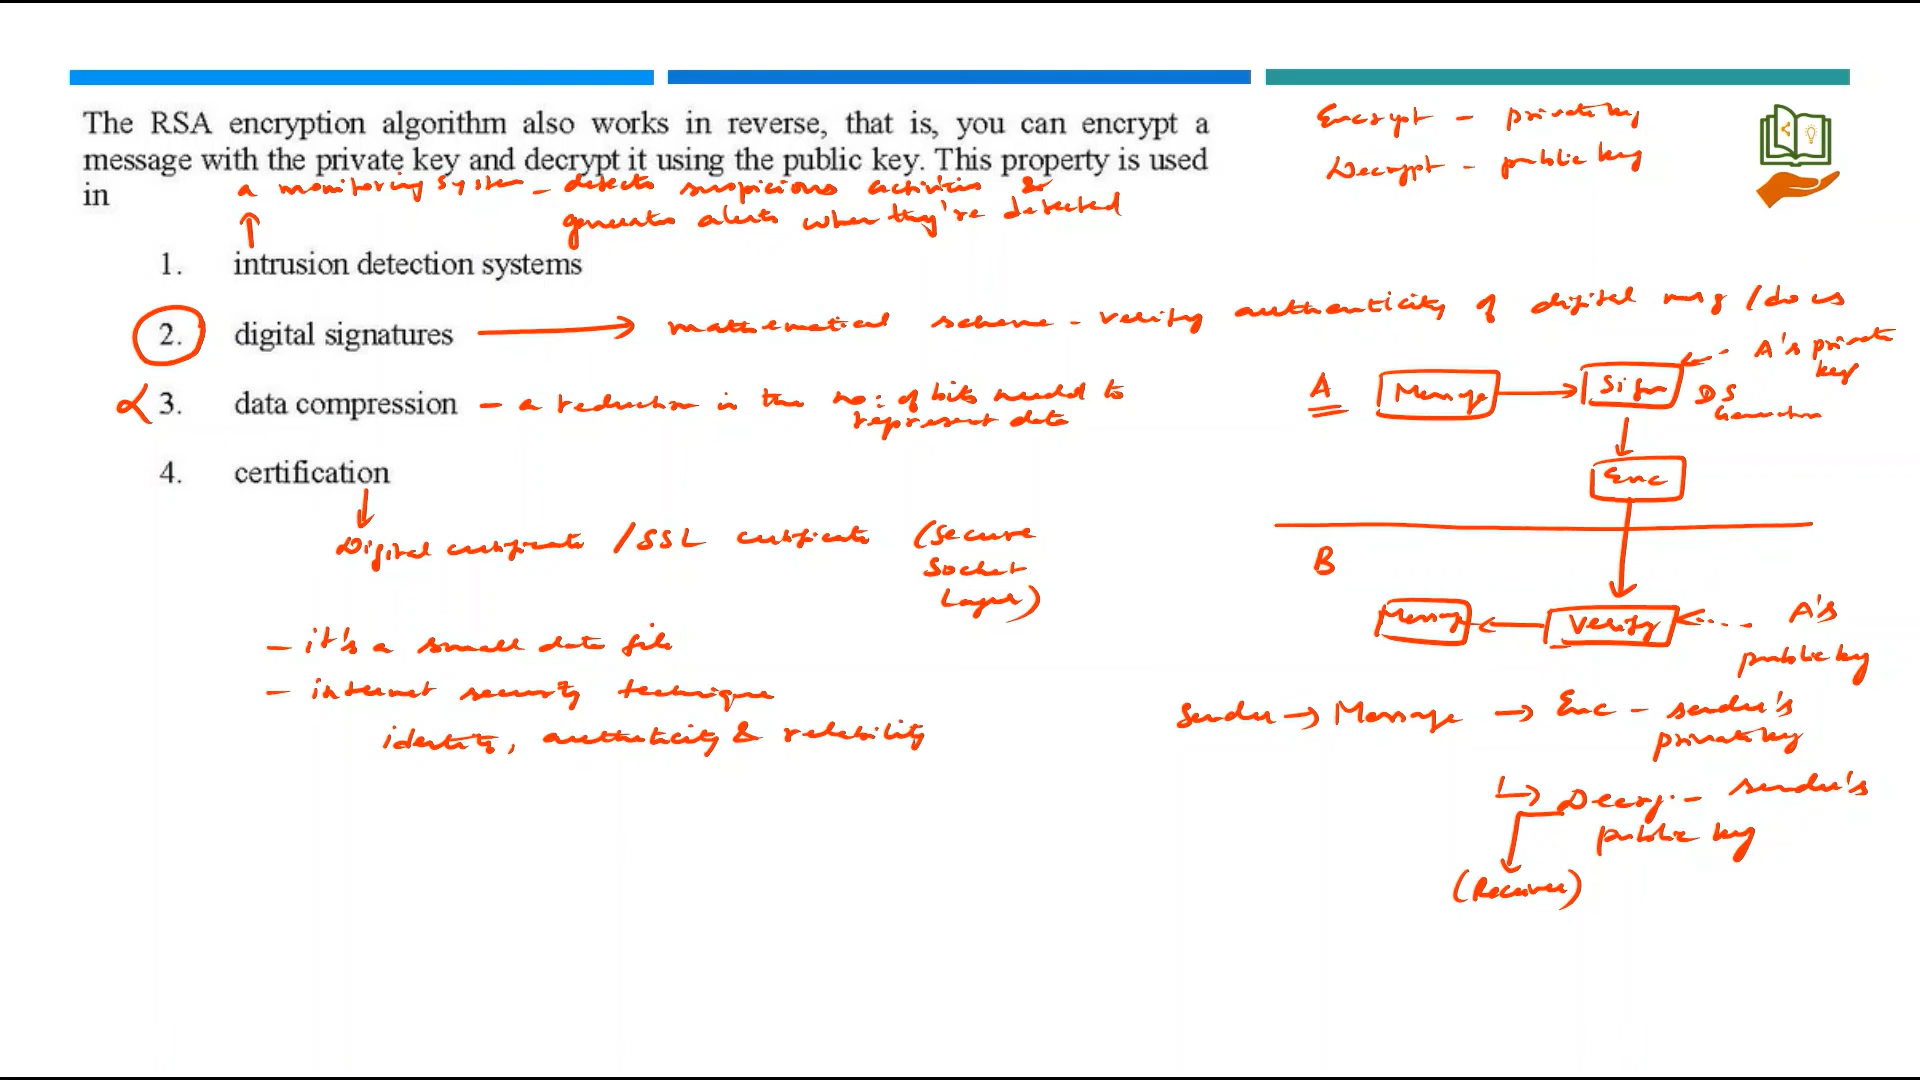 The RSA encryption algorithm also works in reverse, that is, you can encrypt a
message with the private key and decrypt it using the public key. This property is used
in
a monitoring system - detects suspicious activities &
generates alerts when they're detected
1. intrusion detection systems
2. digital signatures
mathematical scheme - verify authenticity of digital msg/docs
3. data compression - a reduction in the no: of bits needed to
represent data
4. certification
Digital certificate / SSL certificate (Secure
Socket
Layer)
- it's a small data file
- internet security technique
identity, authenticity & reliability
Encrypt - private key
Decrypt - public key
A
Message
Sign
A's private
key
DS
Generation
Enc
B
Message
Verify
A's
public key
Sender → Message → Enc - sender's
private key
Decry. - sender's
public key
(Receiver)